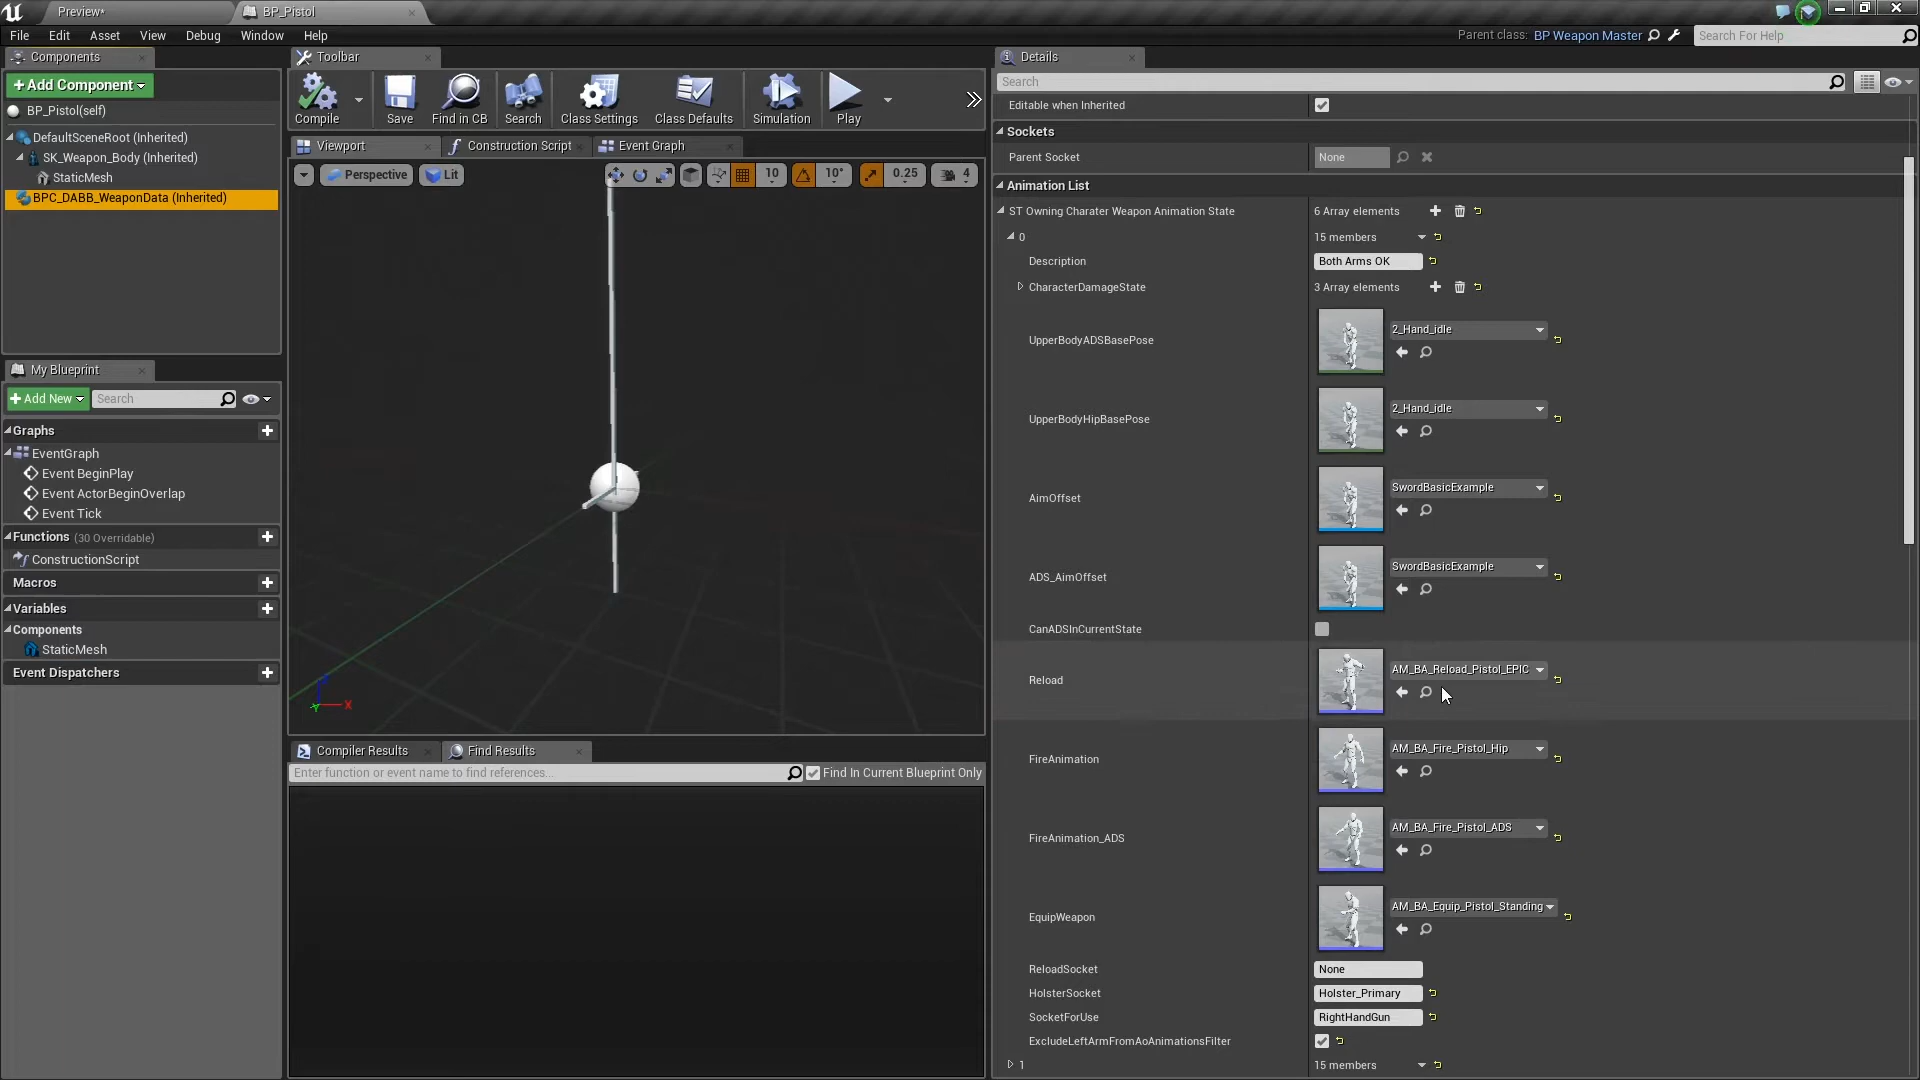 Preview*
BP_Pistol
File Edit Asset View Debug Window Help
Parent class: BP Weapon Master
Search For Help
Components
+Add Component
BP_Pistol(self)
DefaultSceneRoot (Inherited)
SK_Weapon_Body (Inherited)
StaticMesh
BPC_DABB_WeaponData (Inherited)
My Blueprint
+Add New
Search
Graphs
EventGraph
Event BeginPlay
Event ActorBeginOverlap
Event Tick
Functions (30 Overridable)
ConstructionScript
Macros
Variables
Components
StaticMesh
Event Dispatchers
Toolbar
Compile Save Find in CB Search Class Settings Class Defaults Simulation Play
Viewport Construction Script Event Graph
Perspective Lit 10 10° 0.25 4
X
Y
Compiler Results Find Results
Enter function or event name to find references... Find In Current Blueprint Only
Details
Search
Editable when Inherited
Sockets
Parent Socket None
Animation List
ST Owning Charater Weapon Animation State 6 Array elements
0 15 members
Description Both Arms OK
CharacterDamageState 3 Array elements
UpperBodyADSBasePose 2_Hand_idle
UpperBodyHipBasePose 2_Hand_idle
AimOffset SwordBasicExample
ADS_AimOffset SwordBasicExample
CanADSInCurrentState
Reload AM_BA_Reload_Pistol_EPIC
FireAnimation AM_BA_Fire_Pistol_Hip
FireAnimation_ADS AM_BA_Fire_Pistol_ADS
EquipWeapon AM_BA_Equip_Pistol_Standing
ReloadSocket None
HolsterSocket Holster_Primary
SocketForUse RightHandGun
ExcludeLeftArmFromAoAnimationsFilter
1 15 members